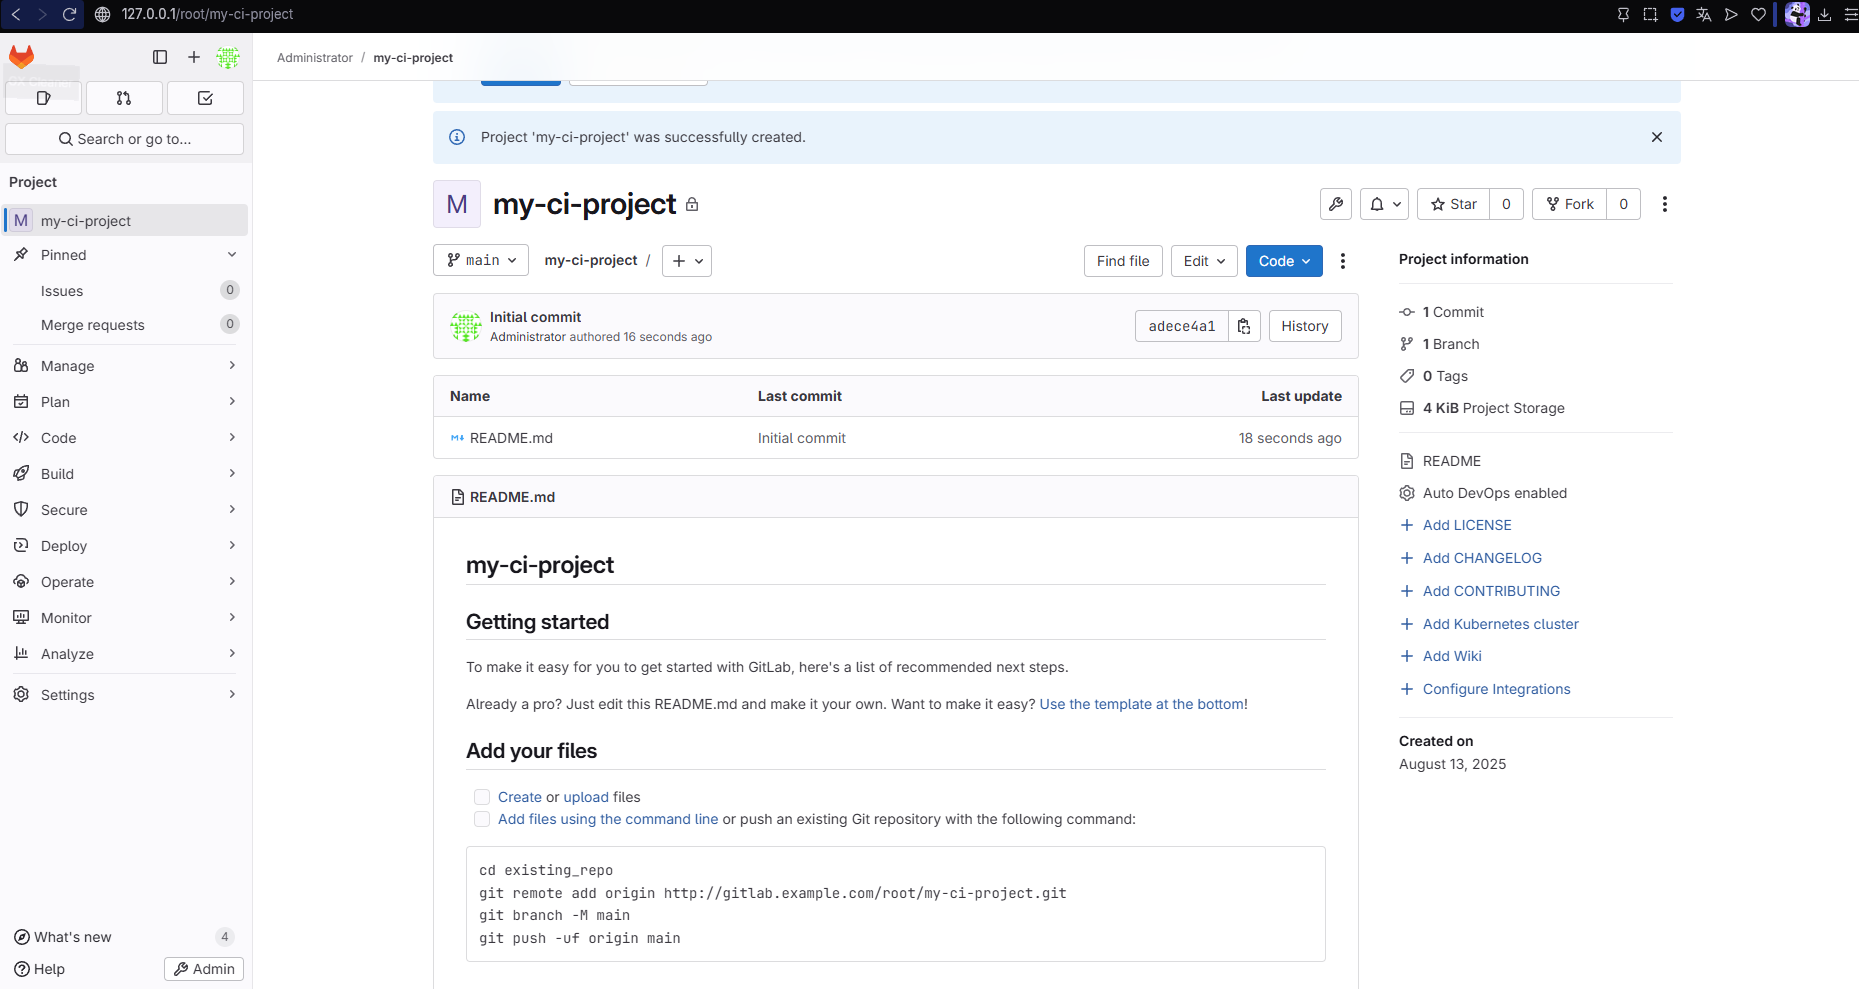 127.0.0.1/root/my-ci-project
Administrator / my-ci-project
Search or go to...
Project
M my-ci-project
Pinned
Issues 0
Merge requests 0
Manage
Plan
Code
Build
Secure
Deploy
Operate
Monitor
Analyze
Settings
What's new 4
Help
Admin
Project 'my-ci-project' was successfully created.
M my-ci-project
Star 0
Fork 0
main
my-ci-project /
Find file
Edit
Code
Initial commit
Administrator authored 16 seconds ago
adece4a1
History
Name Last commit Last update
README.md Initial commit 18 seconds ago
README.md
my-ci-project
Getting started
To make it easy for you to get started with GitLab, here's a list of recommended next steps.
Already a pro? Just edit this README.md and make it your own. Want to make it easy? Use the template at the bottom!
Add your files
Create or upload files
Add files using the command line or push an existing Git repository with the following command:
cd existing_repo
git remote add origin http://gitlab.example.com/root/my-ci-project.git
git branch -M main
git push -uf origin main
Project information
1 Commit
1 Branch
0 Tags
4 KiB Project Storage
README
Auto DevOps enabled
Add LICENSE
Add CHANGELOG
Add CONTRIBUTING
Add Kubernetes cluster
Add Wiki
Configure Integrations
Created on
August 13, 2025